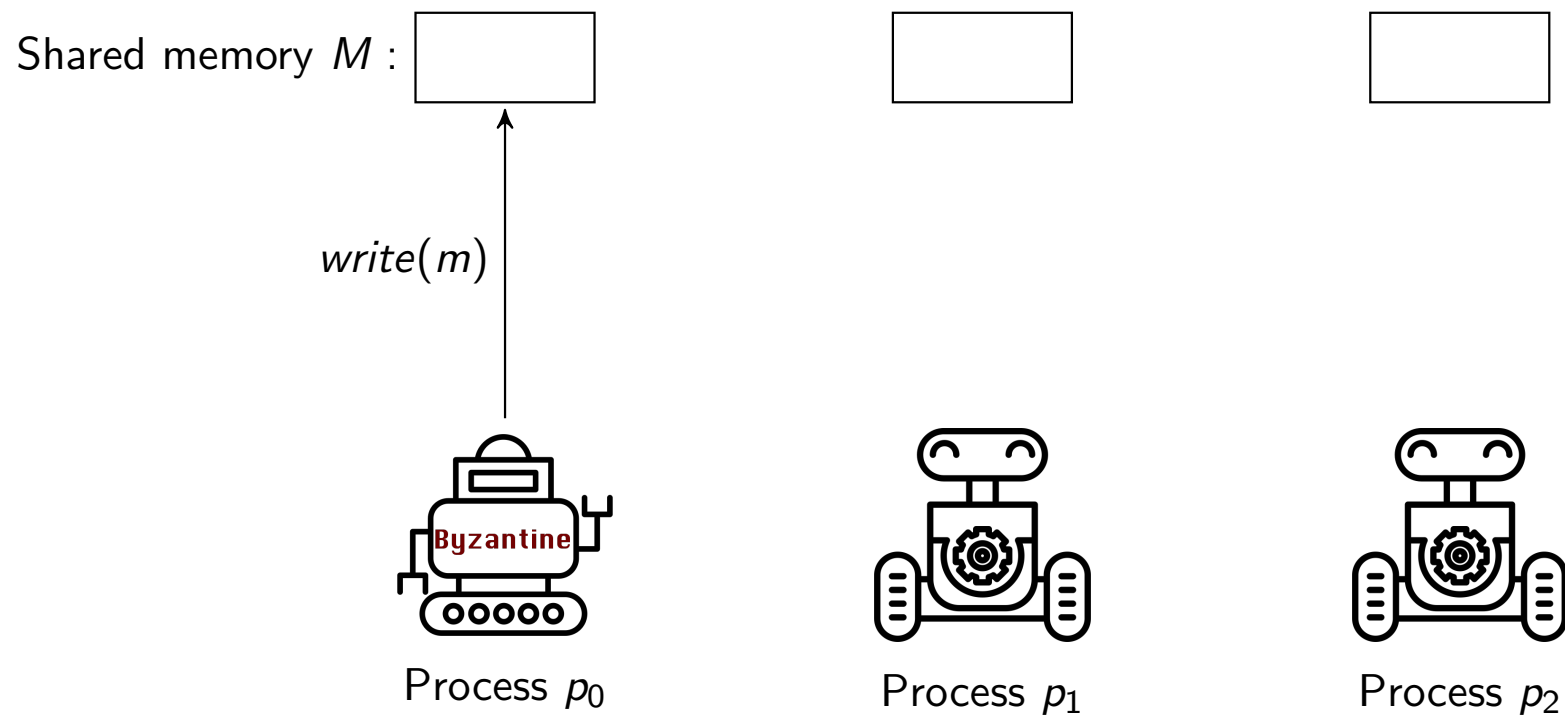 Shared memory M :
write(m)
Byzantine
Process p₀
Process p₁
Process p₂